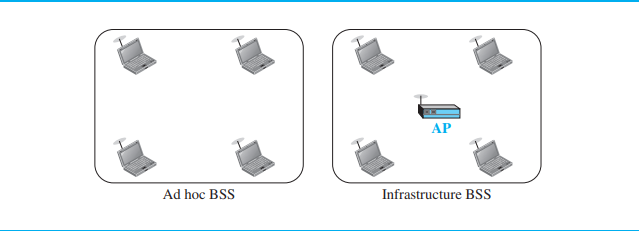 AP
Ad hoc BSS
Infrastructure BSS